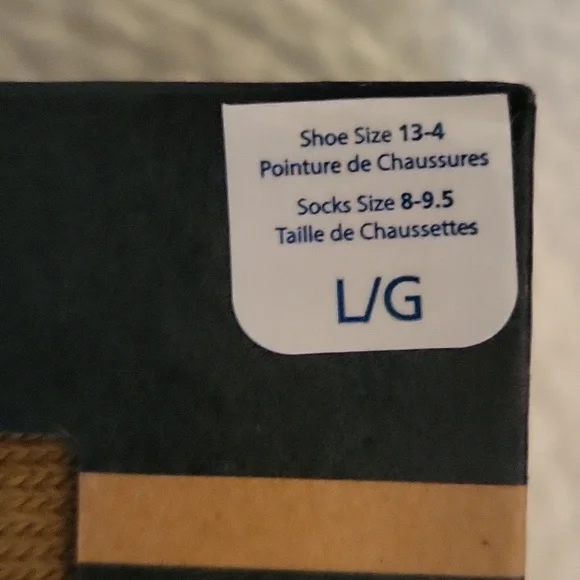 Shoe Size 13-4
Pointure de Chaussures
Socks Size 8-9.5
Taille de Chaussettes
L/G